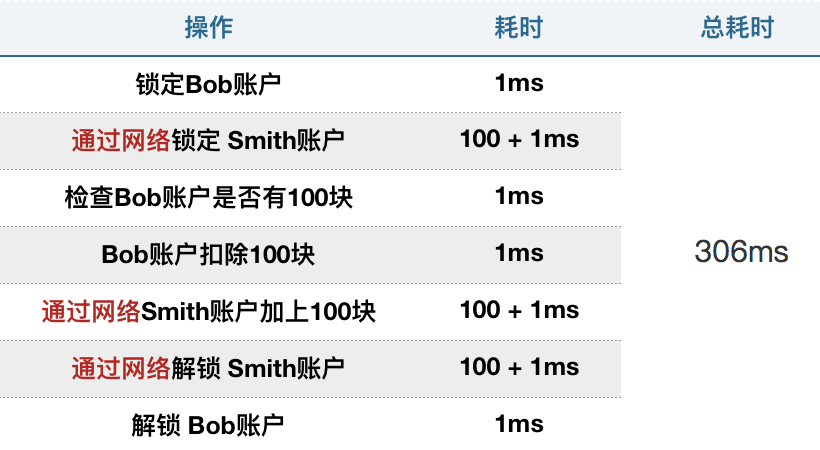 操作 耗时 总耗时
锁定Bob账户 1ms
通过网络锁定 Smith账户 100 + 1ms
检查Bob账户是否有100块 1ms
Bob账户扣除100块 1ms 306ms
通过网络Smith账户加上100块 100 + 1ms
通过网络解锁 Smith账户 100 + 1ms
解锁 Bob账户 1ms